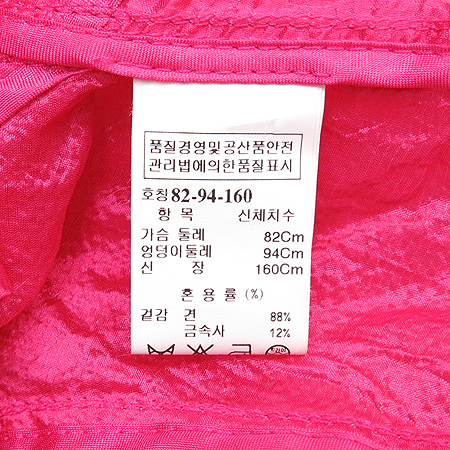 품질경영및공산품안전
관리법에의한품질표시
호칭 82-94-160
항 목 신체치수
가슴 둘레 82Cm
엉덩이둘레 94Cm
신 장 160Cm
혼 용 률 (%)
겉감 견 88%
금속사 12%